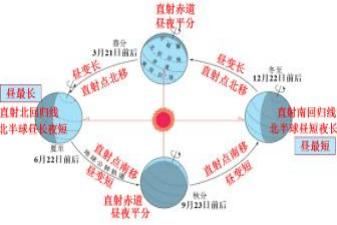 直射赤道
昼夜平分
春分
3月21日前后
昼变长
直射点北移
昼变长
直射点北移
冬至
12月22日前后
昼最长
直射北回归线
北半球昼长夜短
夏至
6月22日前后
直射南回归线
北半球昼短夜长
昼最短
地球公转轨道
直射点南移
昼变短
直射点南移
昼变短
直射赤道
昼夜平分
秋分
9月23日前后